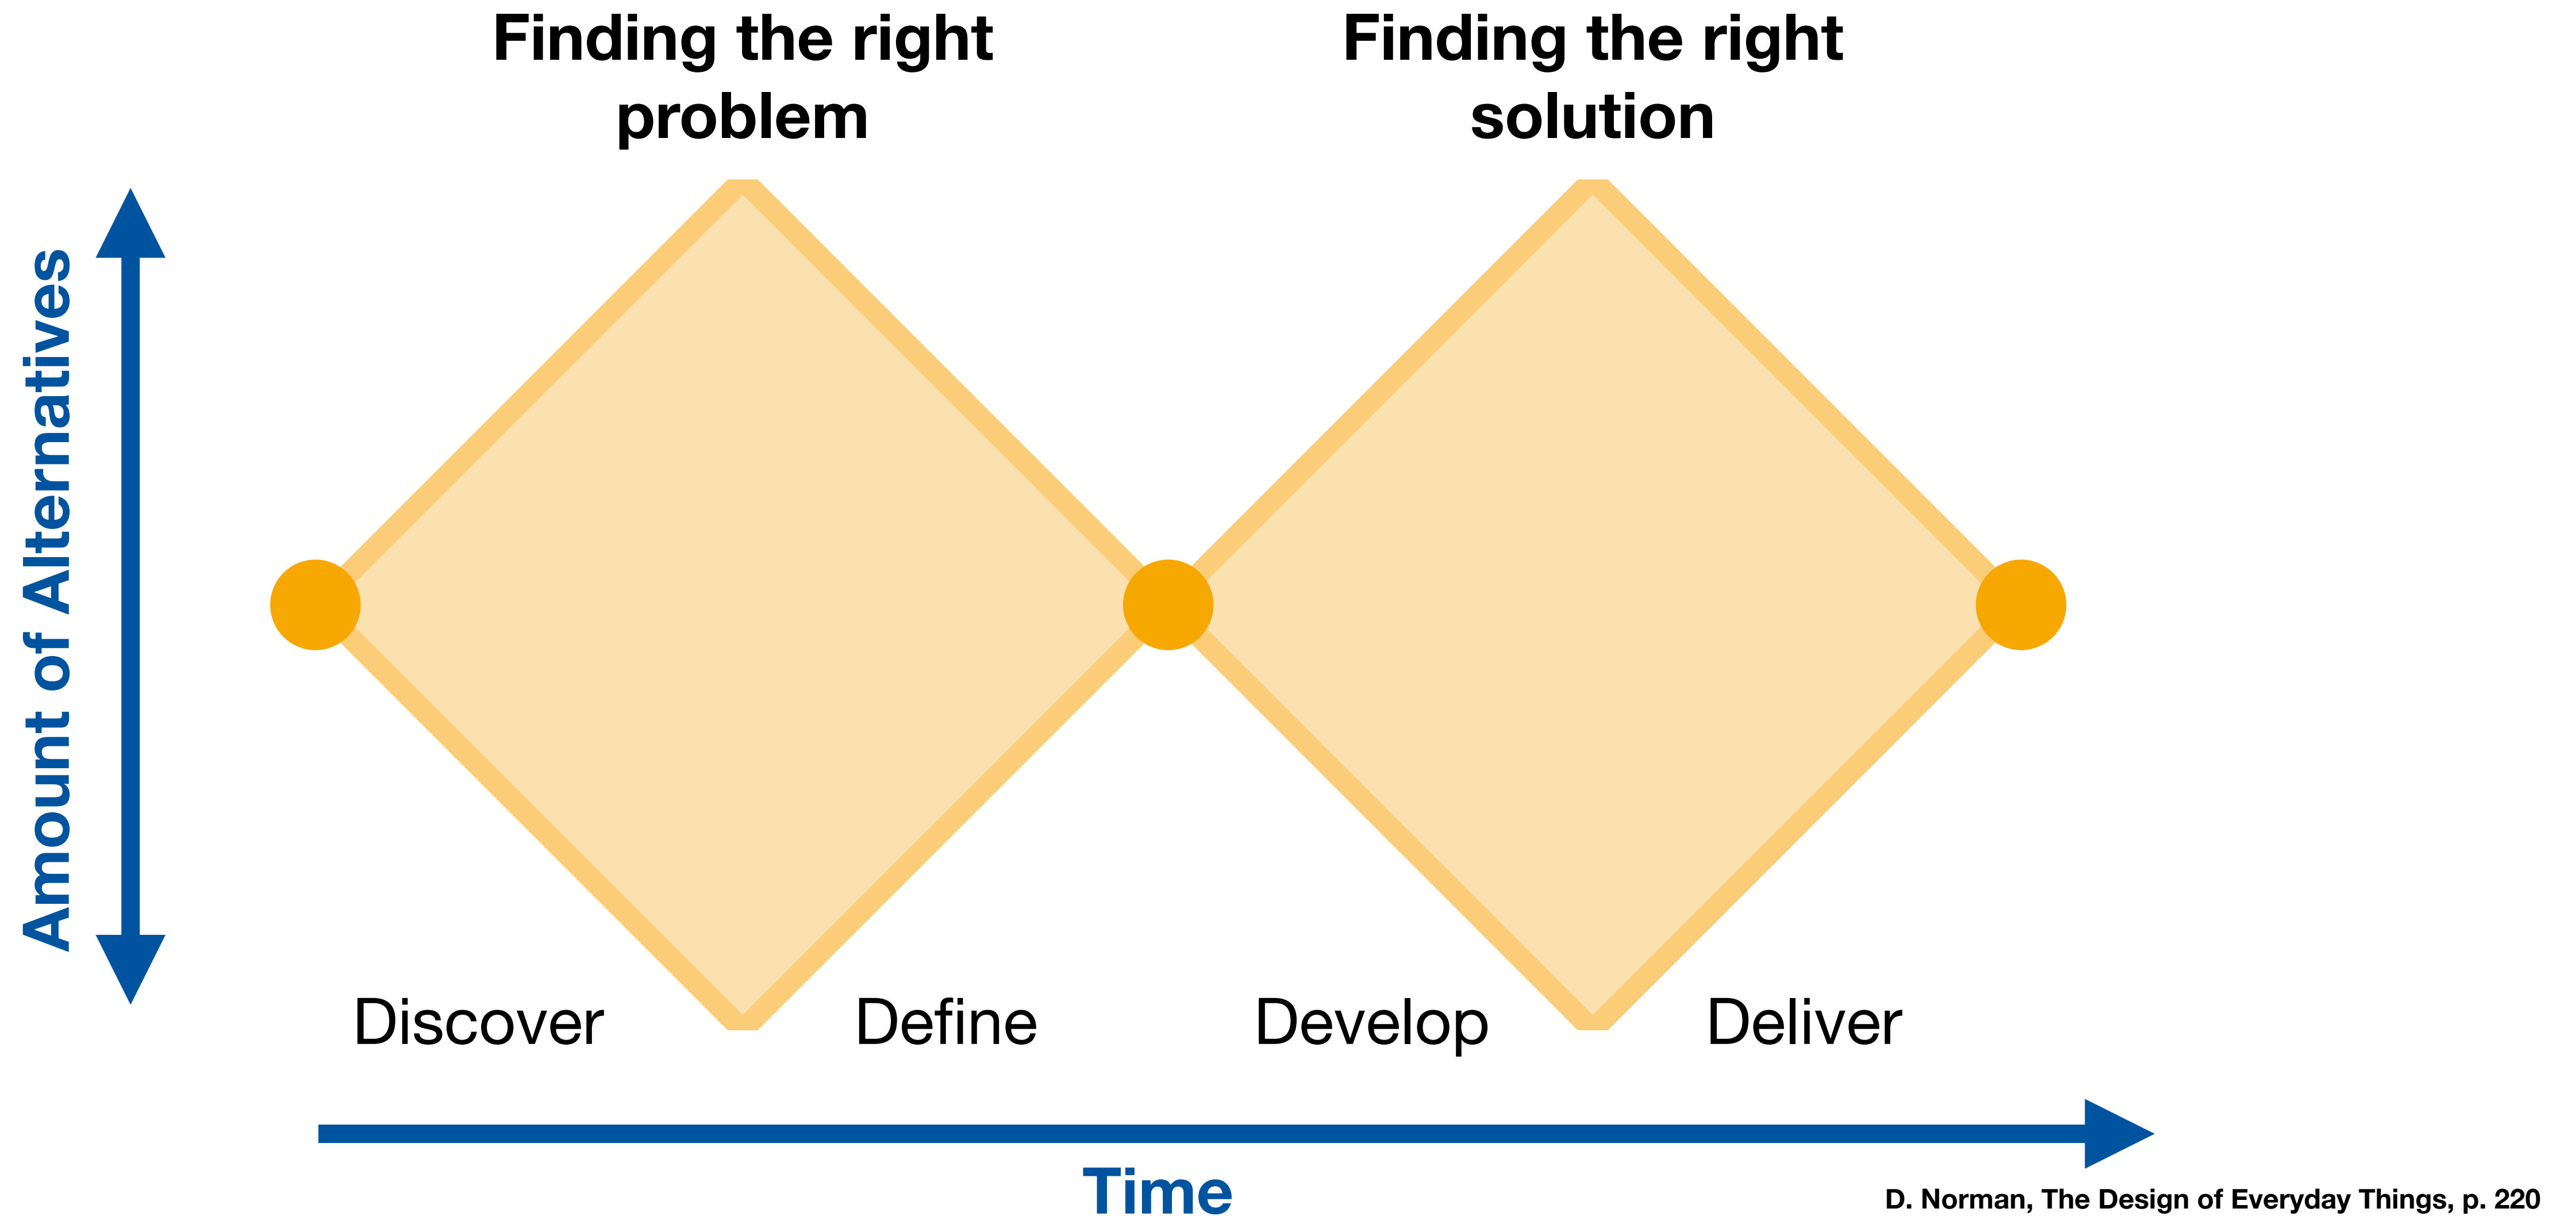 Finding the right
problem
Finding the right
solution
Amount of Alternatives
Discover
Define
Develop
Deliver
Time
D. Norman, The Design of Everyday Things, p. 220